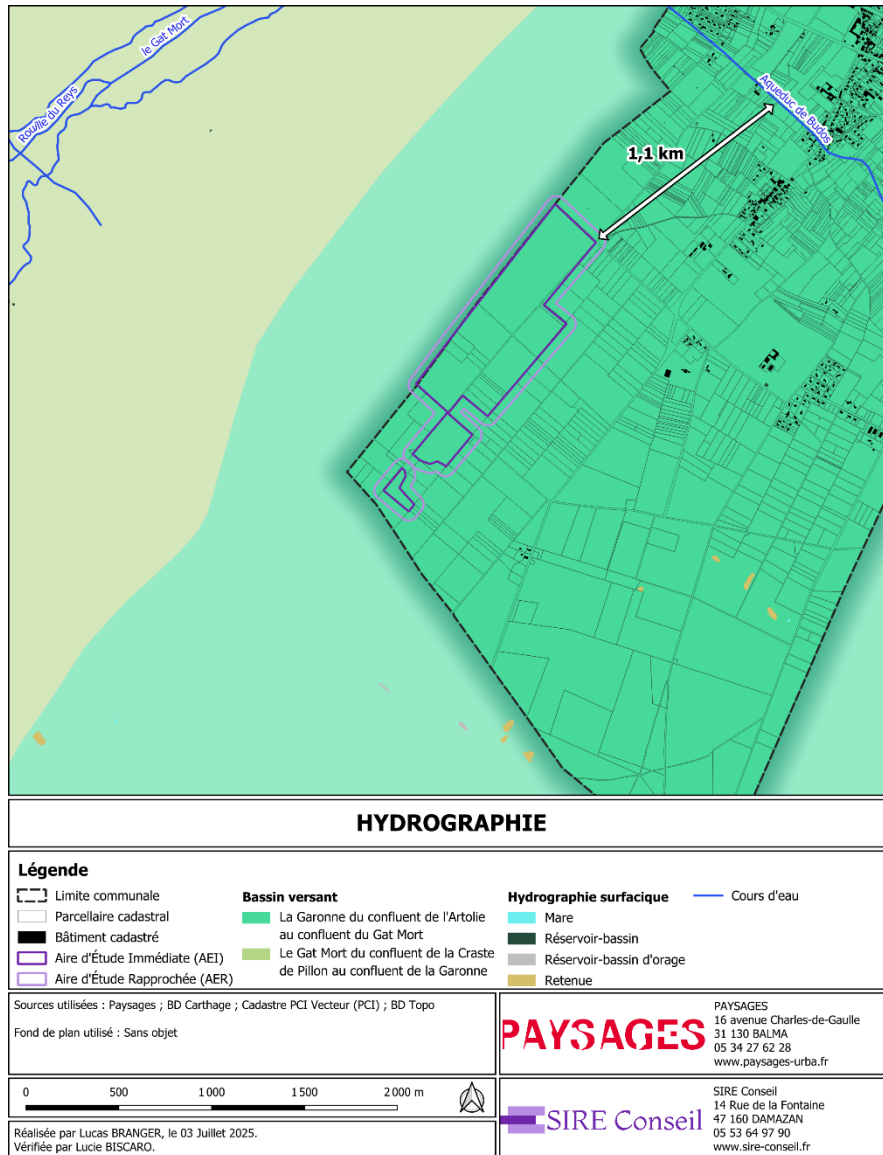 le Gat Mort
Rouille du Reys
Aqueduc de Budos
1,1 km
HYDROGRAPHIE
Légende
Limite communale
Parcellaire cadastral
Bâtiment cadastré
Aire d'Étude Immédiate (AEI)
Aire d'Étude Rapprochée (AER)
Bassin versant
La Garonne du confluent de l'Artolie
au confluent du Gat Mort
Le Gat Mort du confluent de la Craste
de Pillon au confluent de la Garonne
Hydrographie surfacique
Mare
Réservoir-bassin
Réservoir-bassin d'orage
Retenue
Cours d'eau
Sources utilisées : Paysages ; BD Carthage ; Cadastre PCI Vecteur (PCI) ; BD Topo
Fond de plan utilisé : Sans objet
PAYSAGES
PAYSAGES
16 avenue Charles-de-Gaulle
31 130 BALMA
05 34 27 62 28
www.paysages-urba.fr
0 500 1 000 1 500 2 000 m
SIRE Conseil
SIRE Conseil
14 Rue de la Fontaine
47 160 DAMAZAN
05 53 64 97 90
www.sire-conseil.fr
Réalisée par Lucas BRANGER, le 03 Juillet 2025.
Vérifiée par Lucie BISCARO.